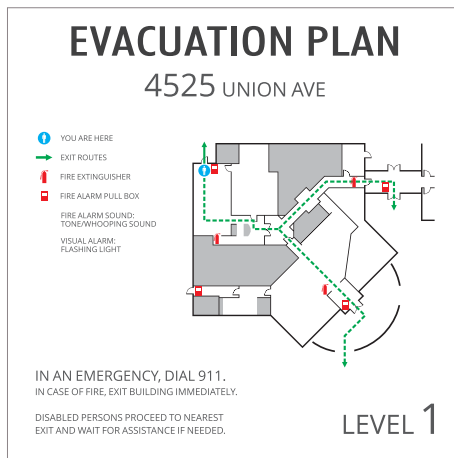 EVACUATION PLAN
4525 UNION AVE
YOU ARE HERE
EXIT ROUTES
FIRE EXTINGUISHER
FIRE ALARM PULL BOX
FIRE ALARM SOUND:
TONE/WHOOPING SOUND
VISUAL ALARM:
FLASHING LIGHT
IN AN EMERGENCY, DIAL 911.
IN CASE OF FIRE, EXIT BUILDING IMMEDIATELY.
DISABLED PERSONS PROCEED TO NEAREST
EXIT AND WAIT FOR ASSISTANCE IF NEEDED.
LEVEL 1